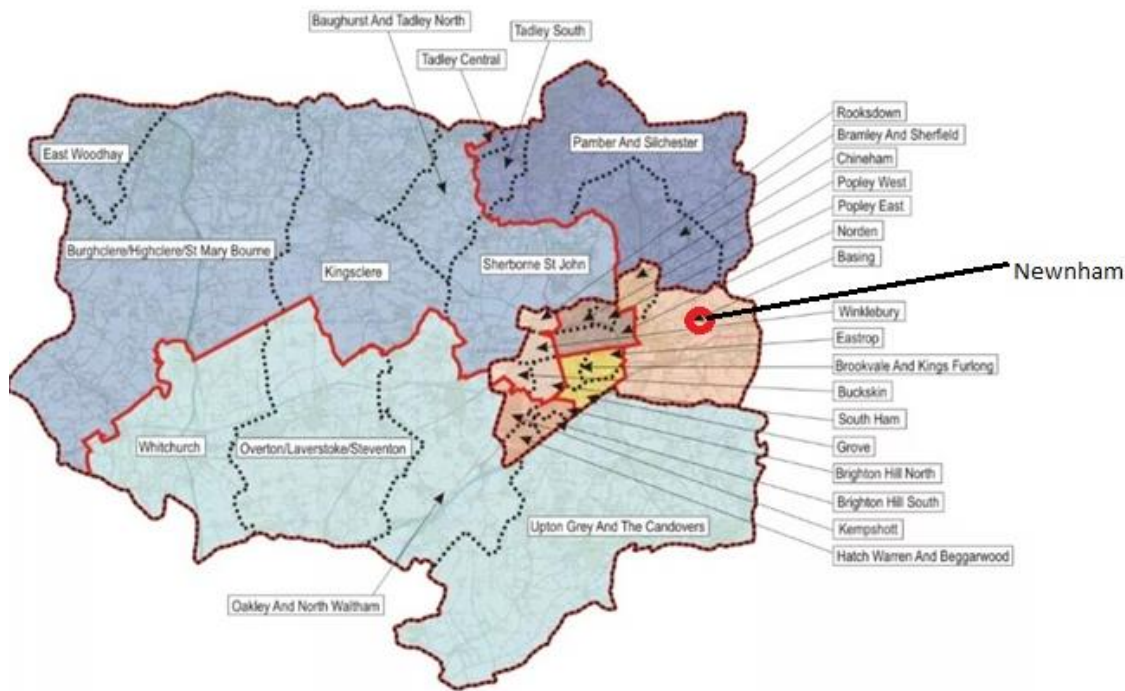 Baughurst And Tadley North
Tadley South
Tadley Central
Rooksdown
Bramley And Sherfield
Chineham
Popley West
Popley East
Norden
Basing
Newnham
Winklebury
Eastrop
Brookvale And Kings Furlong
Buckskin
South Ham
Grove
Brighton Hill North
Brighton Hill South
Kempshott
Hatch Warren And Beggarwood
East Woodhay
Pamber And Silchester
Burghclere/Highclere/St Mary Bourne
Kingsclere
Sherborne St John
Whitchurch
Overton/Laverstoke/Steventon
Upton Grey And The Candovers
Oakley And North Waltham